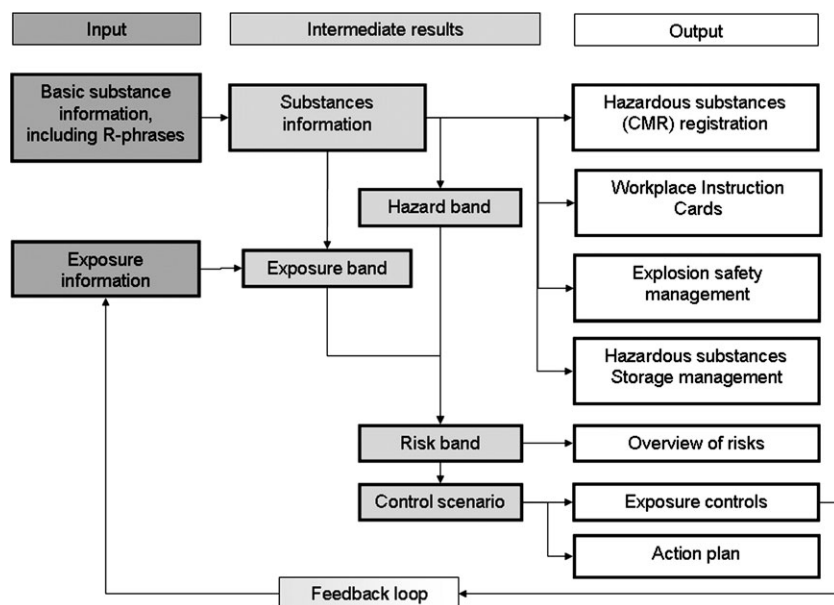 Input
Intermediate results
Output
Basic substance
information,
including R-phrases
Substances
information
Hazardous substances
(CMR) registration
Hazard band
Workplace Instruction
Cards
Exposure
information
Exposure band
Explosion safety
management
Hazardous substances
Storage management
Risk band
Overview of risks
Control scenario
Exposure controls
Action plan
Feedback loop